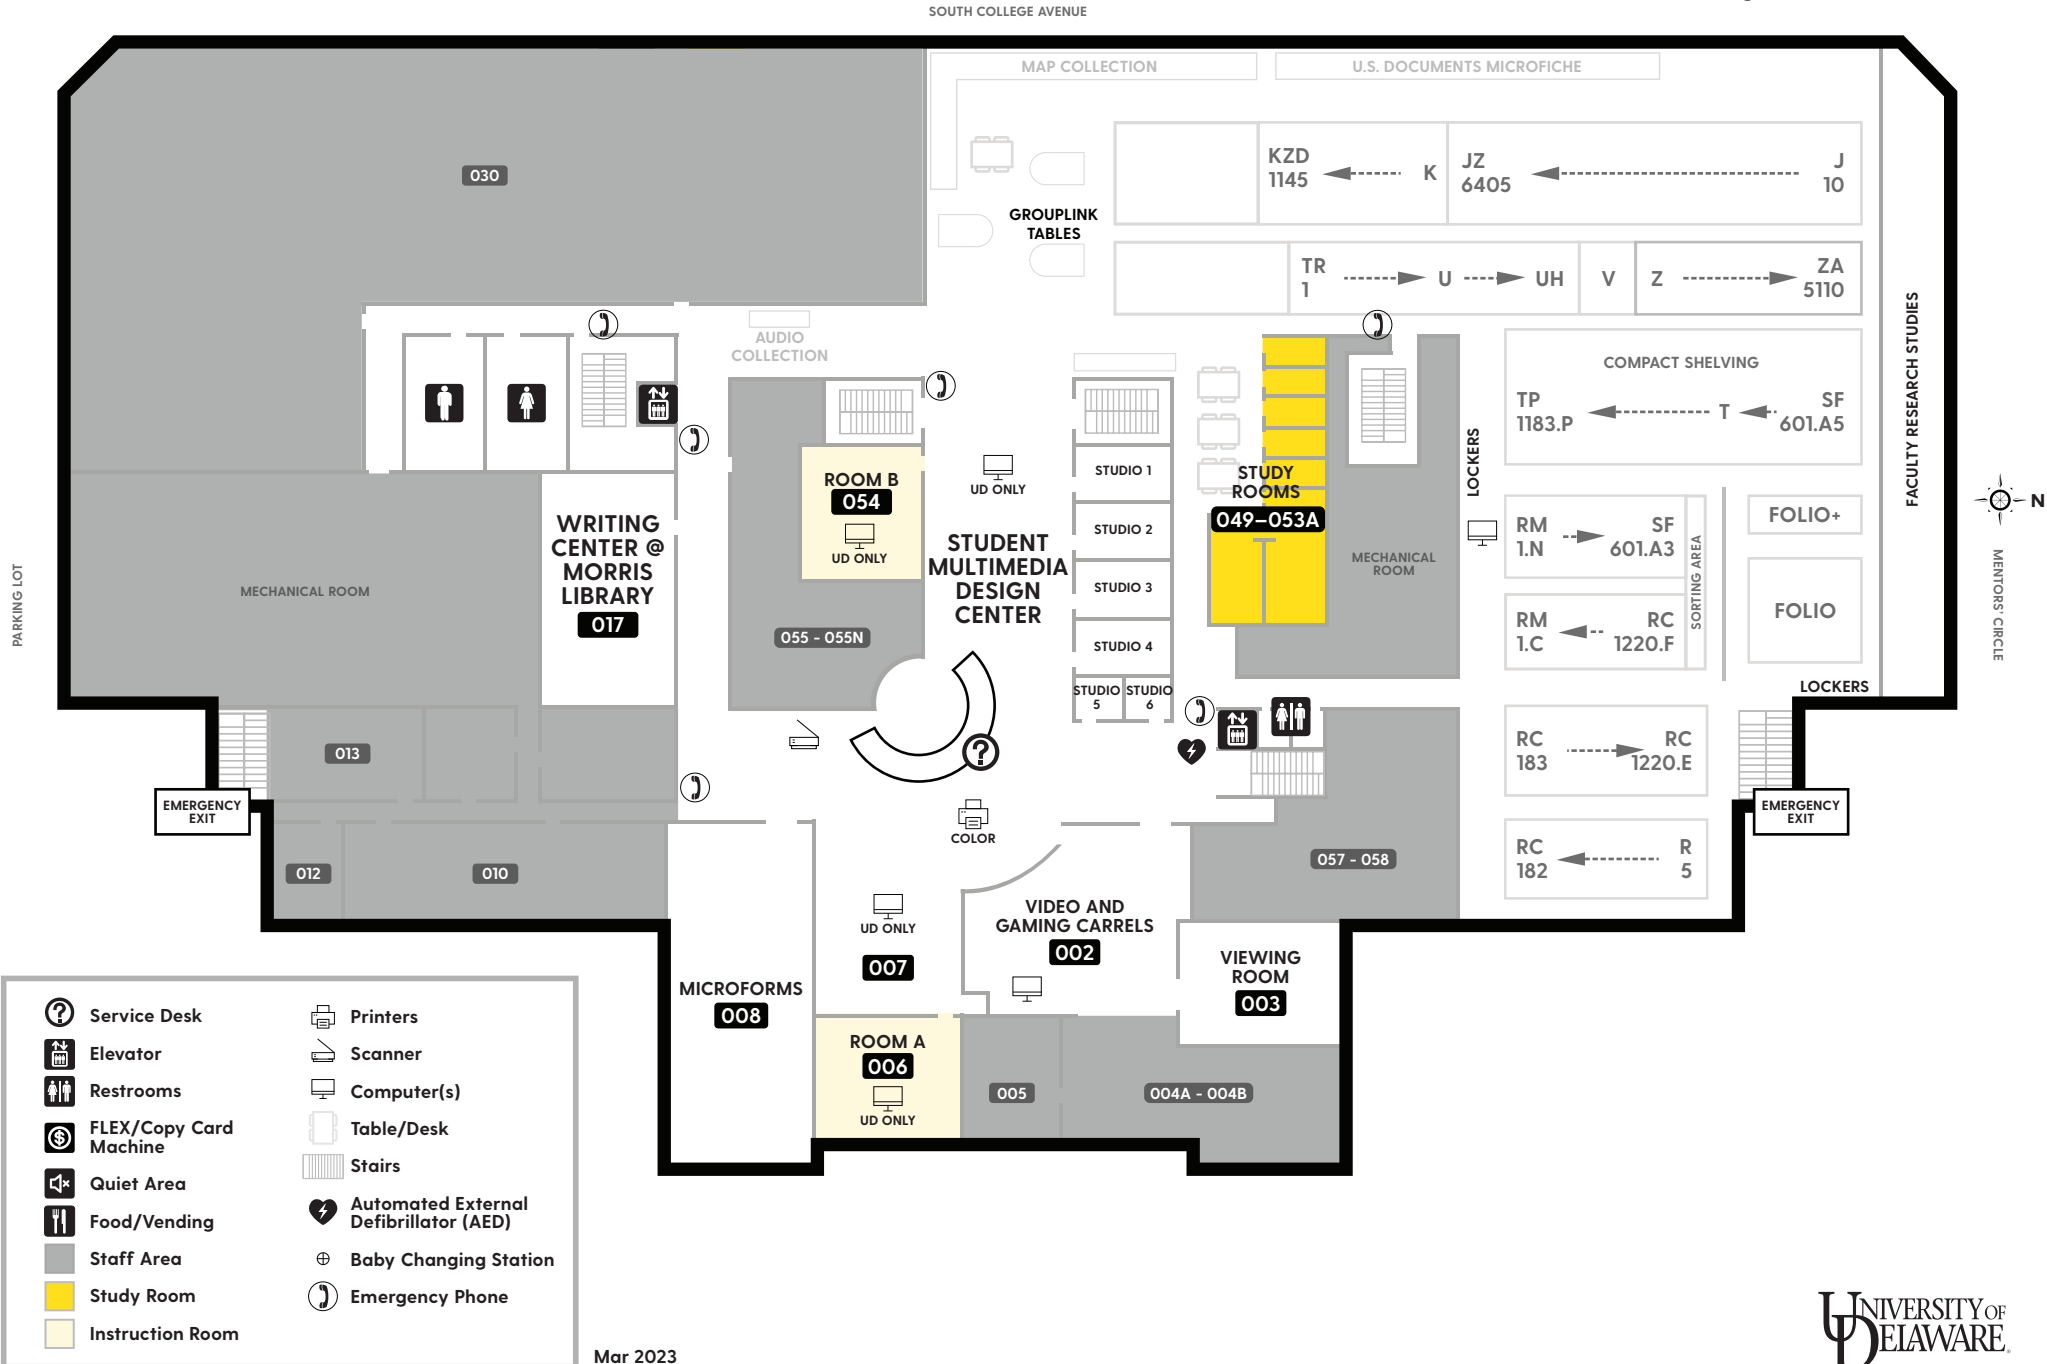 SOUTH COLLEGE AVENUE
MAP COLLECTION
U.S. DOCUMENTS MICROFICHE
030
KZD
1145
K
JZ
6405
J
10
GROUPLINK
TABLES
TR
1
U
UH
V
Z
ZA
5110
AUDIO
COLLECTION
COMPACT SHELVING
TP
1183.P
T
SF
601.A5
FACULTY RESEARCH STUDIES
LOCKERS
ROOM B
054
UD ONLY
UD ONLY
STUDIO 1
STUDIO 2
STUDIO 3
STUDIO 4
STUDIO
5
STUDIO
6
STUDY
ROOMS
049–053A
MECHANICAL
ROOM
RM
1.N
SF
601.A3
RM
1.C
RC
1220.F
SORTING AREA
FOLIO+
FOLIO
N
MENTORS' CIRCLE
PARKING LOT
MECHANICAL ROOM
WRITING
CENTER @
MORRIS
LIBRARY
017
STUDENT
MULTIMEDIA
DESIGN
CENTER
055 - 055N
LOCKERS
013
RC
183
RC
1220.E
EMERGENCY
EXIT
EMERGENCY
EXIT
COLOR
012
010
057 - 058
RC
182
R
5
UD ONLY
007
VIDEO AND
GAMING CARRELS
002
VIEWING
ROOM
003
MICROFORMS
008
ROOM A
006
UD ONLY
005
004A - 004B
Service Desk
Elevator
Restrooms
FLEX/Copy Card
Machine
Quiet Area
Food/Vending
Staff Area
Study Room
Instruction Room
Printers
Scanner
Computer(s)
Table/Desk
Stairs
Automated External
Defibrillator (AED)
Baby Changing Station
Emergency Phone
Mar 2023
UNIVERSITY OF
DELAWARE.